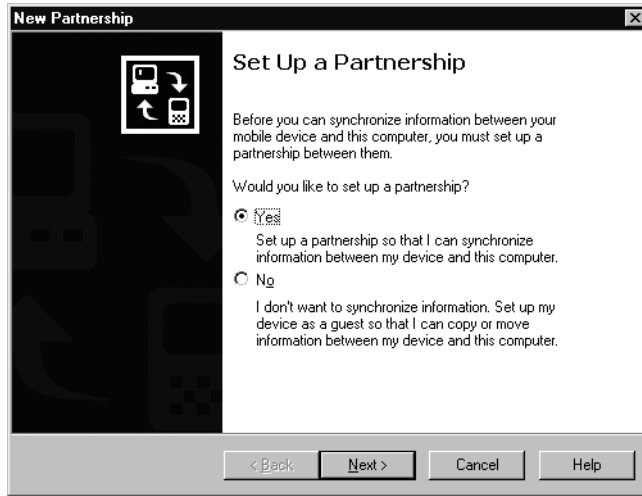 New Partnership
Set Up a Partnership
Before you can synchronize information between your
mobile device and this computer, you must set up a
partnership between them.
Would you like to set up a partnership?
Yes
Set up a partnership so that I can synchronize
information between my device and this computer.
No
I don't want to synchronize information. Set up my
device as a guest so that I can copy or move
information between my device and this computer.
< Back
Next >
Cancel
Help